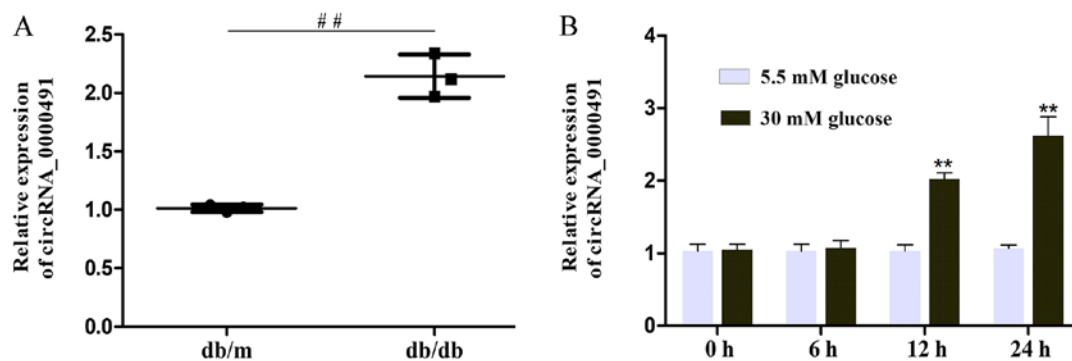 A
# #
Relative expression
of circRNA_0000491
2.5
2.0
1.5
1.0
0.5
0.0
db/m db/db
B
Relative expression
of circRNA_0000491
4
3
2
1
0
5.5 mM glucose
30 mM glucose
**
**
0 h 6 h 12 h 24 h